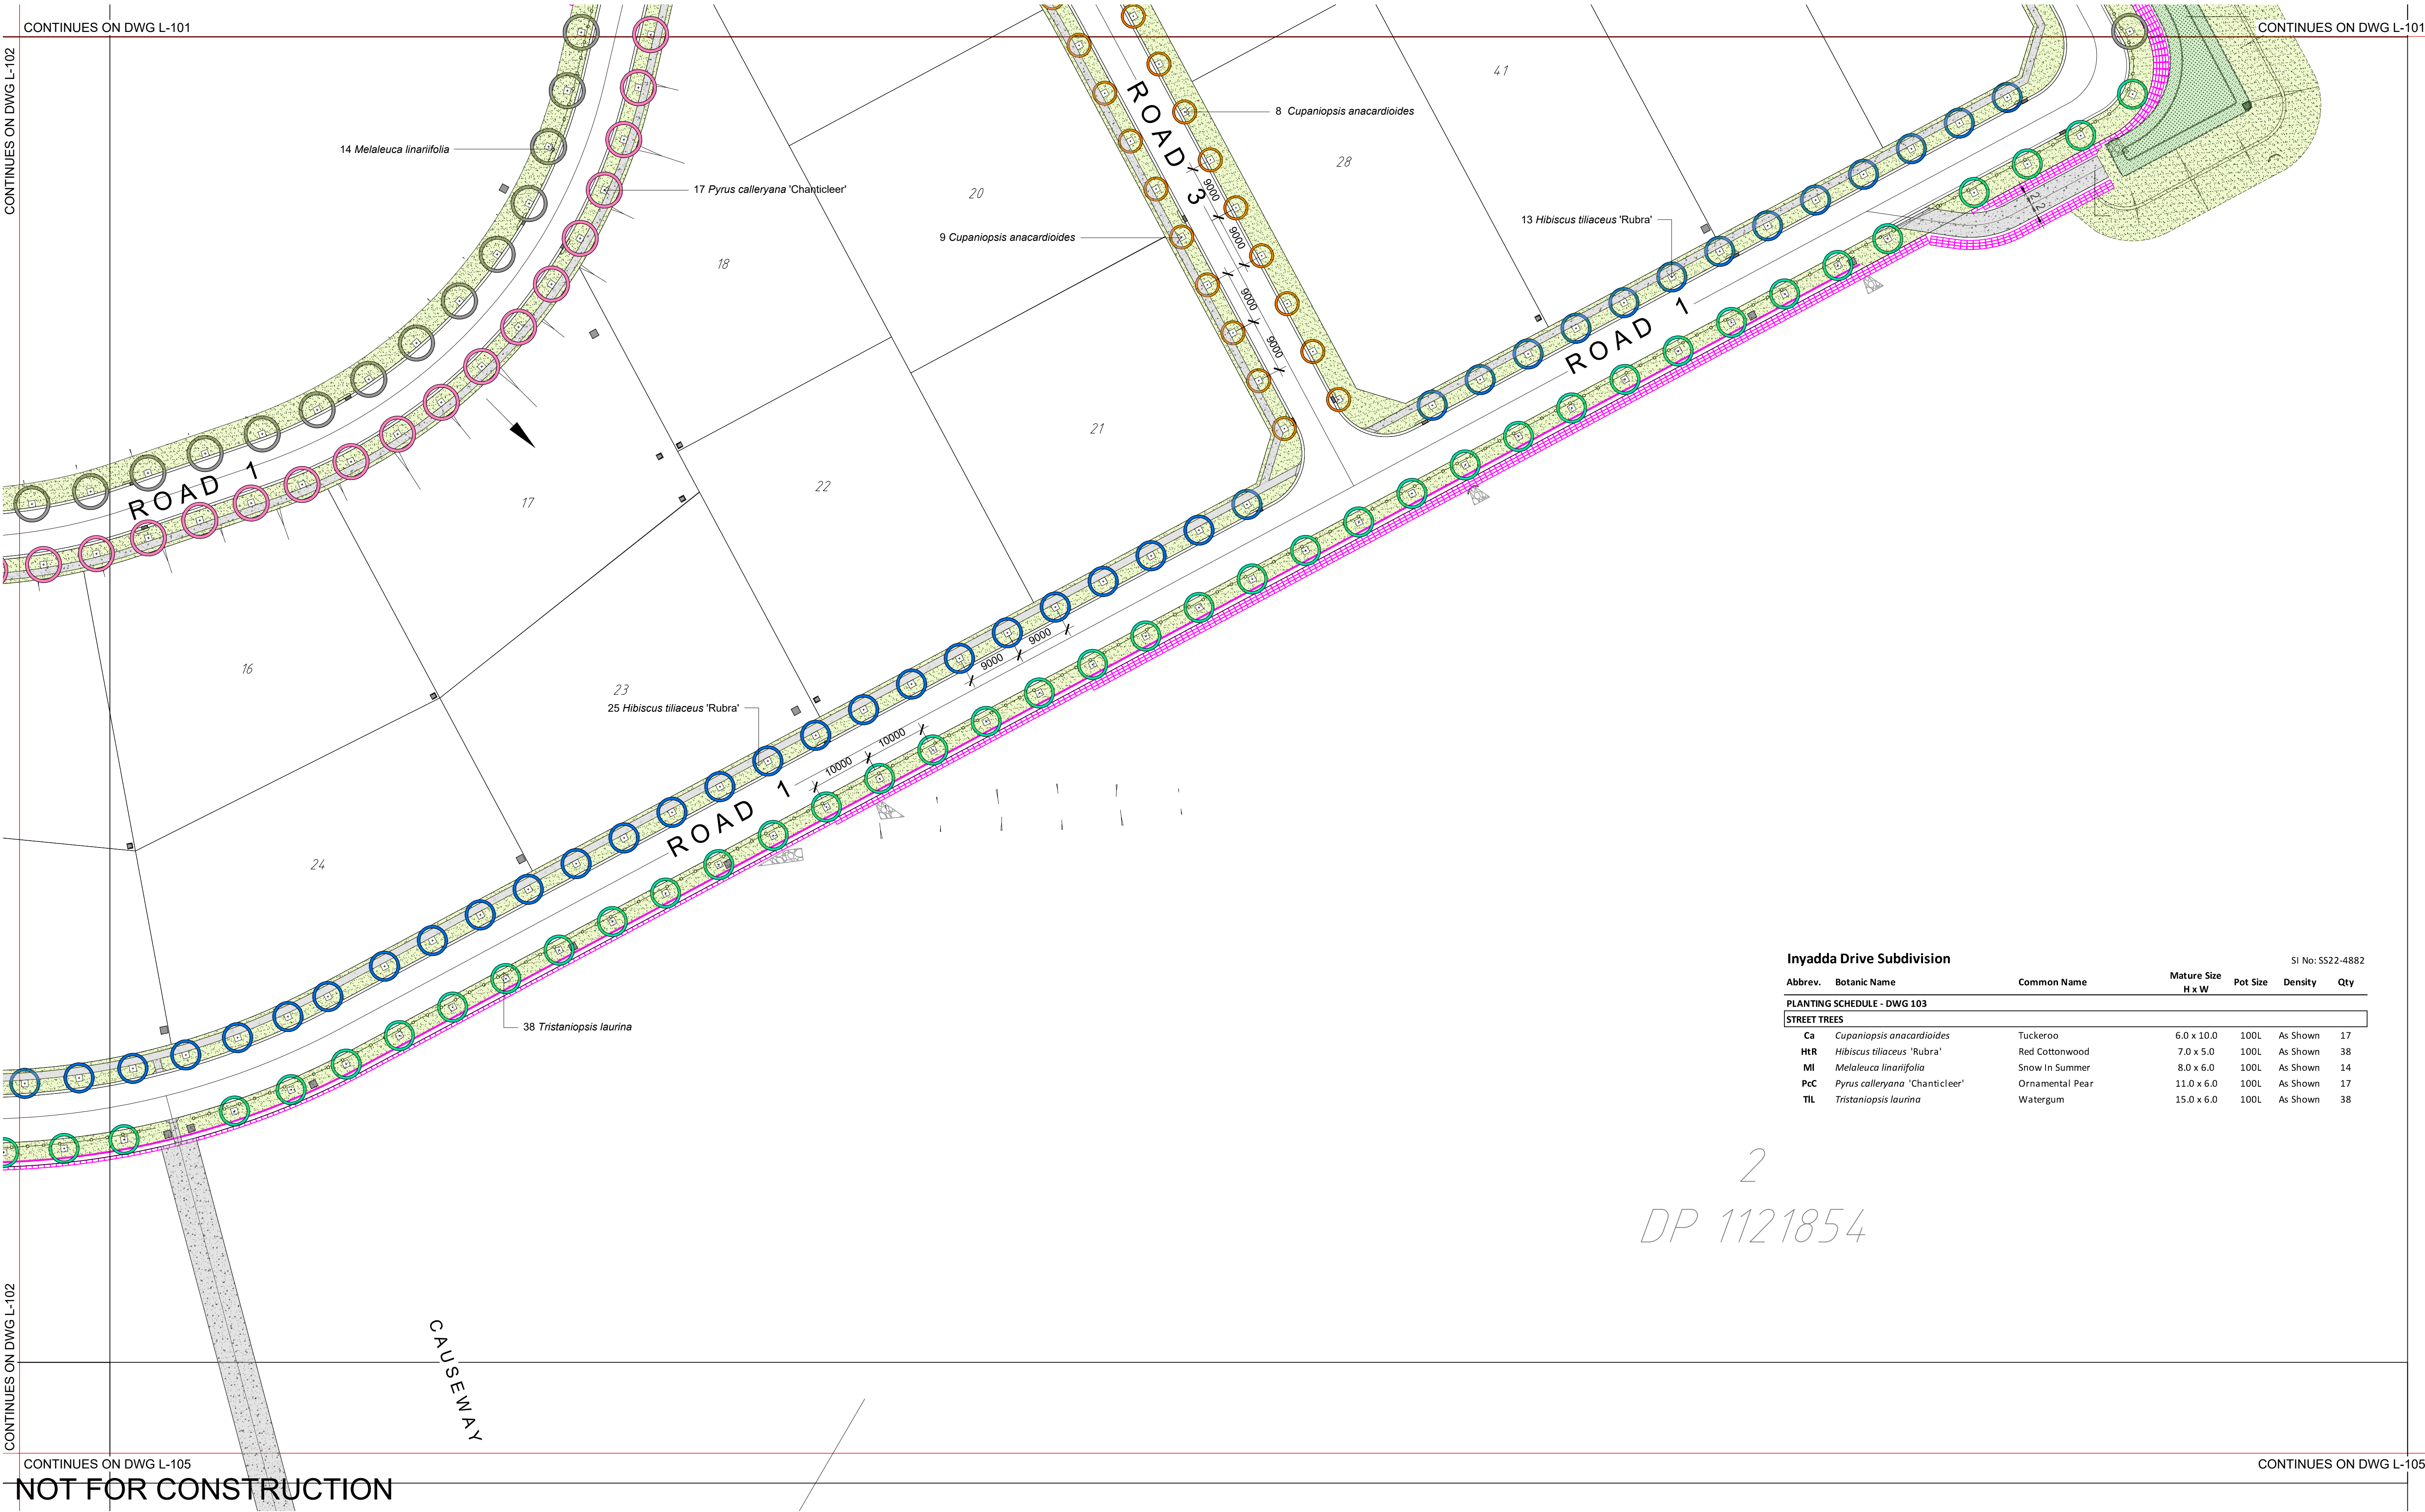 CONTINUES ON DWG L-101
CONTINUES ON DWG L-101
CONTINUES ON DWG L-102
41
8 Cupaniopsis anacardioides
ROAD 3
14 Melaleuca linariifolia
28
17 Pyrus calleryana 'Chanticleer'
20
9000
13 Hibiscus tiliaceus 'Rubra'
2.2
9 Cupaniopsis anacardioides
9000
18
9000
ROAD 1
9000
21
ROAD 1
22
17
9000
9000
16
23
25 Hibiscus tiliaceus 'Rubra'
10000
10000
ROAD 1
24
38 Tristaniopsis laurina
Inyadda Drive Subdivision SI No: SS22-4882
Abbrev. Botanic Name Common Name Mature Size H x W Pot Size Density Qty
PLANTING SCHEDULE - DWG 103
STREET TREES
Ca Cupaniopsis anacardioides Tuckeroo 6.0 x 10.0 100L As Shown 17
HtR Hibiscus tiliaceus 'Rubra' Red Cottonwood 7.0 x 5.0 100L As Shown 38
Ml Melaleuca linariifolia Snow In Summer 8.0 x 6.0 100L As Shown 14
PcC Pyrus calleryana 'Chanticleer' Ornamental Pear 11.0 x 6.0 100L As Shown 17
TlL Tristaniopsis laurina Watergum 15.0 x 6.0 100L As Shown 38
2
DP 1121854
CAUSEWAY
CONTINUES ON DWG L-102
CONTINUES ON DWG L-105
CONTINUES ON DWG L-105
NOT FOR CONSTRUCTION